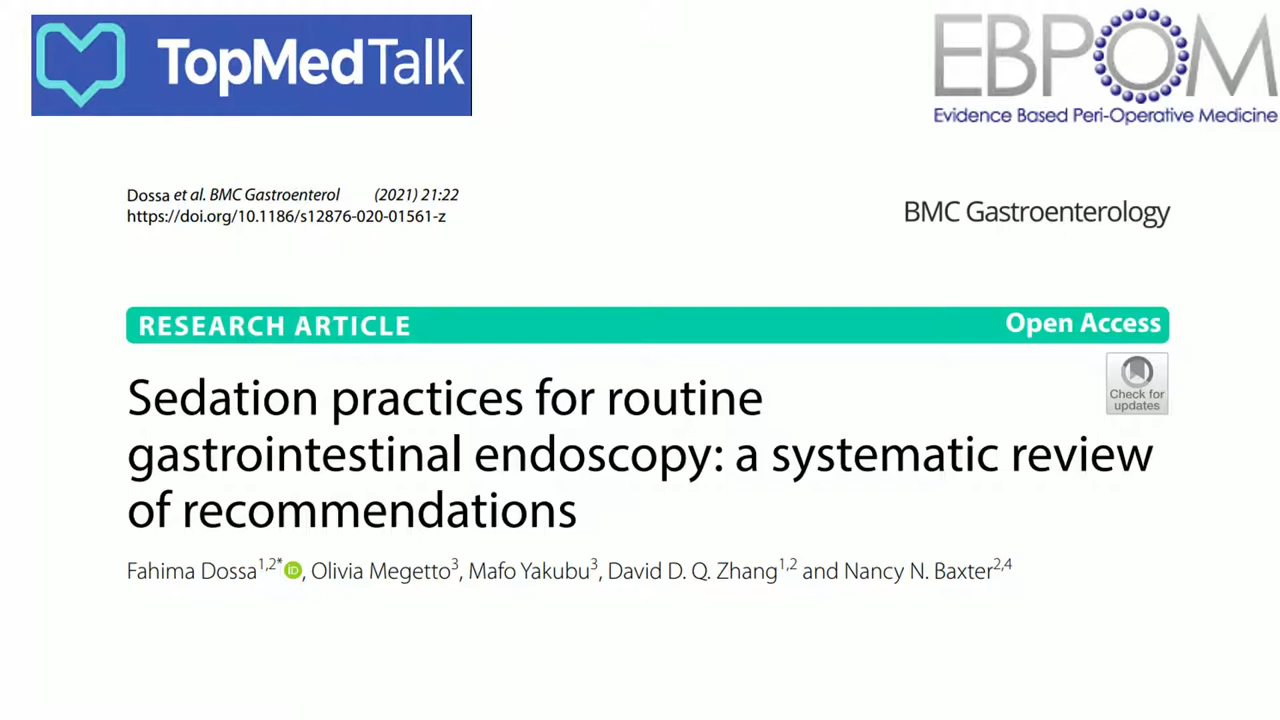 TopMedTalk
EBPOM
Evidence Based Peri-Operative Medicine
Dossa et al. BMC Gastroenterol (2021) 21:22
https://doi.org/10.1186/s12876-020-01561-z
BMC Gastroenterology
RESEARCH ARTICLE
Open Access
Check for
updates
Sedation practices for routine
gastrointestinal endoscopy: a systematic review
of recommendations
Fahima Dossa1,2* iD, Olivia Megetto3, Mafo Yakubu3, David D. Q. Zhang1,2 and Nancy N. Baxter2,4